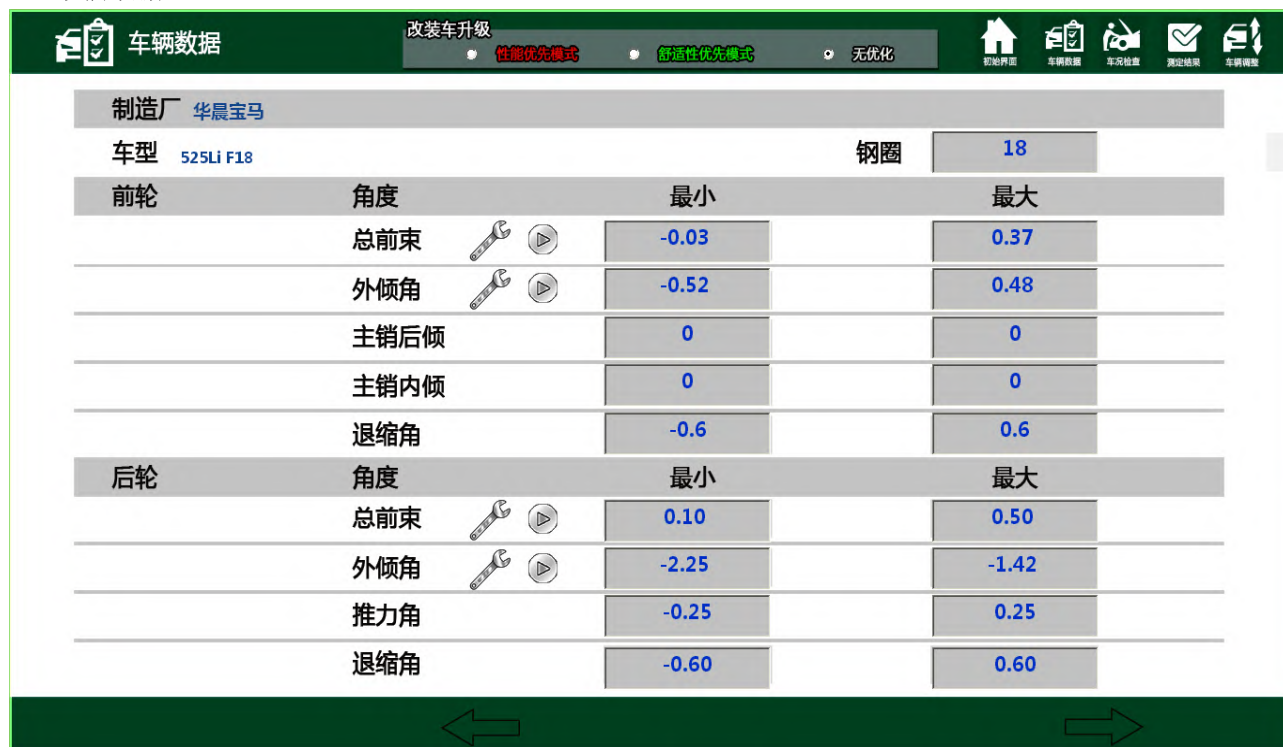 车辆数据
改装车升级
性能优先模式 舒适性优先模式 无优化
初始界面 车辆数据 车况检查 测定结果 车辆调整
制造厂 华晨宝马
车型 525Li F18 钢圈 18
前轮 角度 最小 最大
总前束 -0.03 0.37
外倾角 -0.52 0.48
主销后倾 0 0
主销内倾 0 0
退缩角 -0.6 0.6
后轮 角度 最小 最大
总前束 0.10 0.50
外倾角 -2.25 -1.42
推力角 -0.25 0.25
退缩角 -0.60 0.60